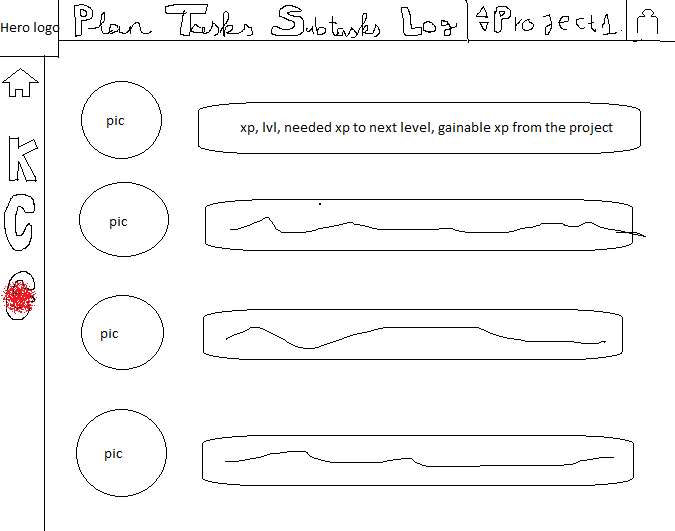 Hero logo Plan Tasks Subtasks Log Project1.
pic xp, lvl, needed xp to next level, gainable xp from the project
K
C
pic
pic
pic